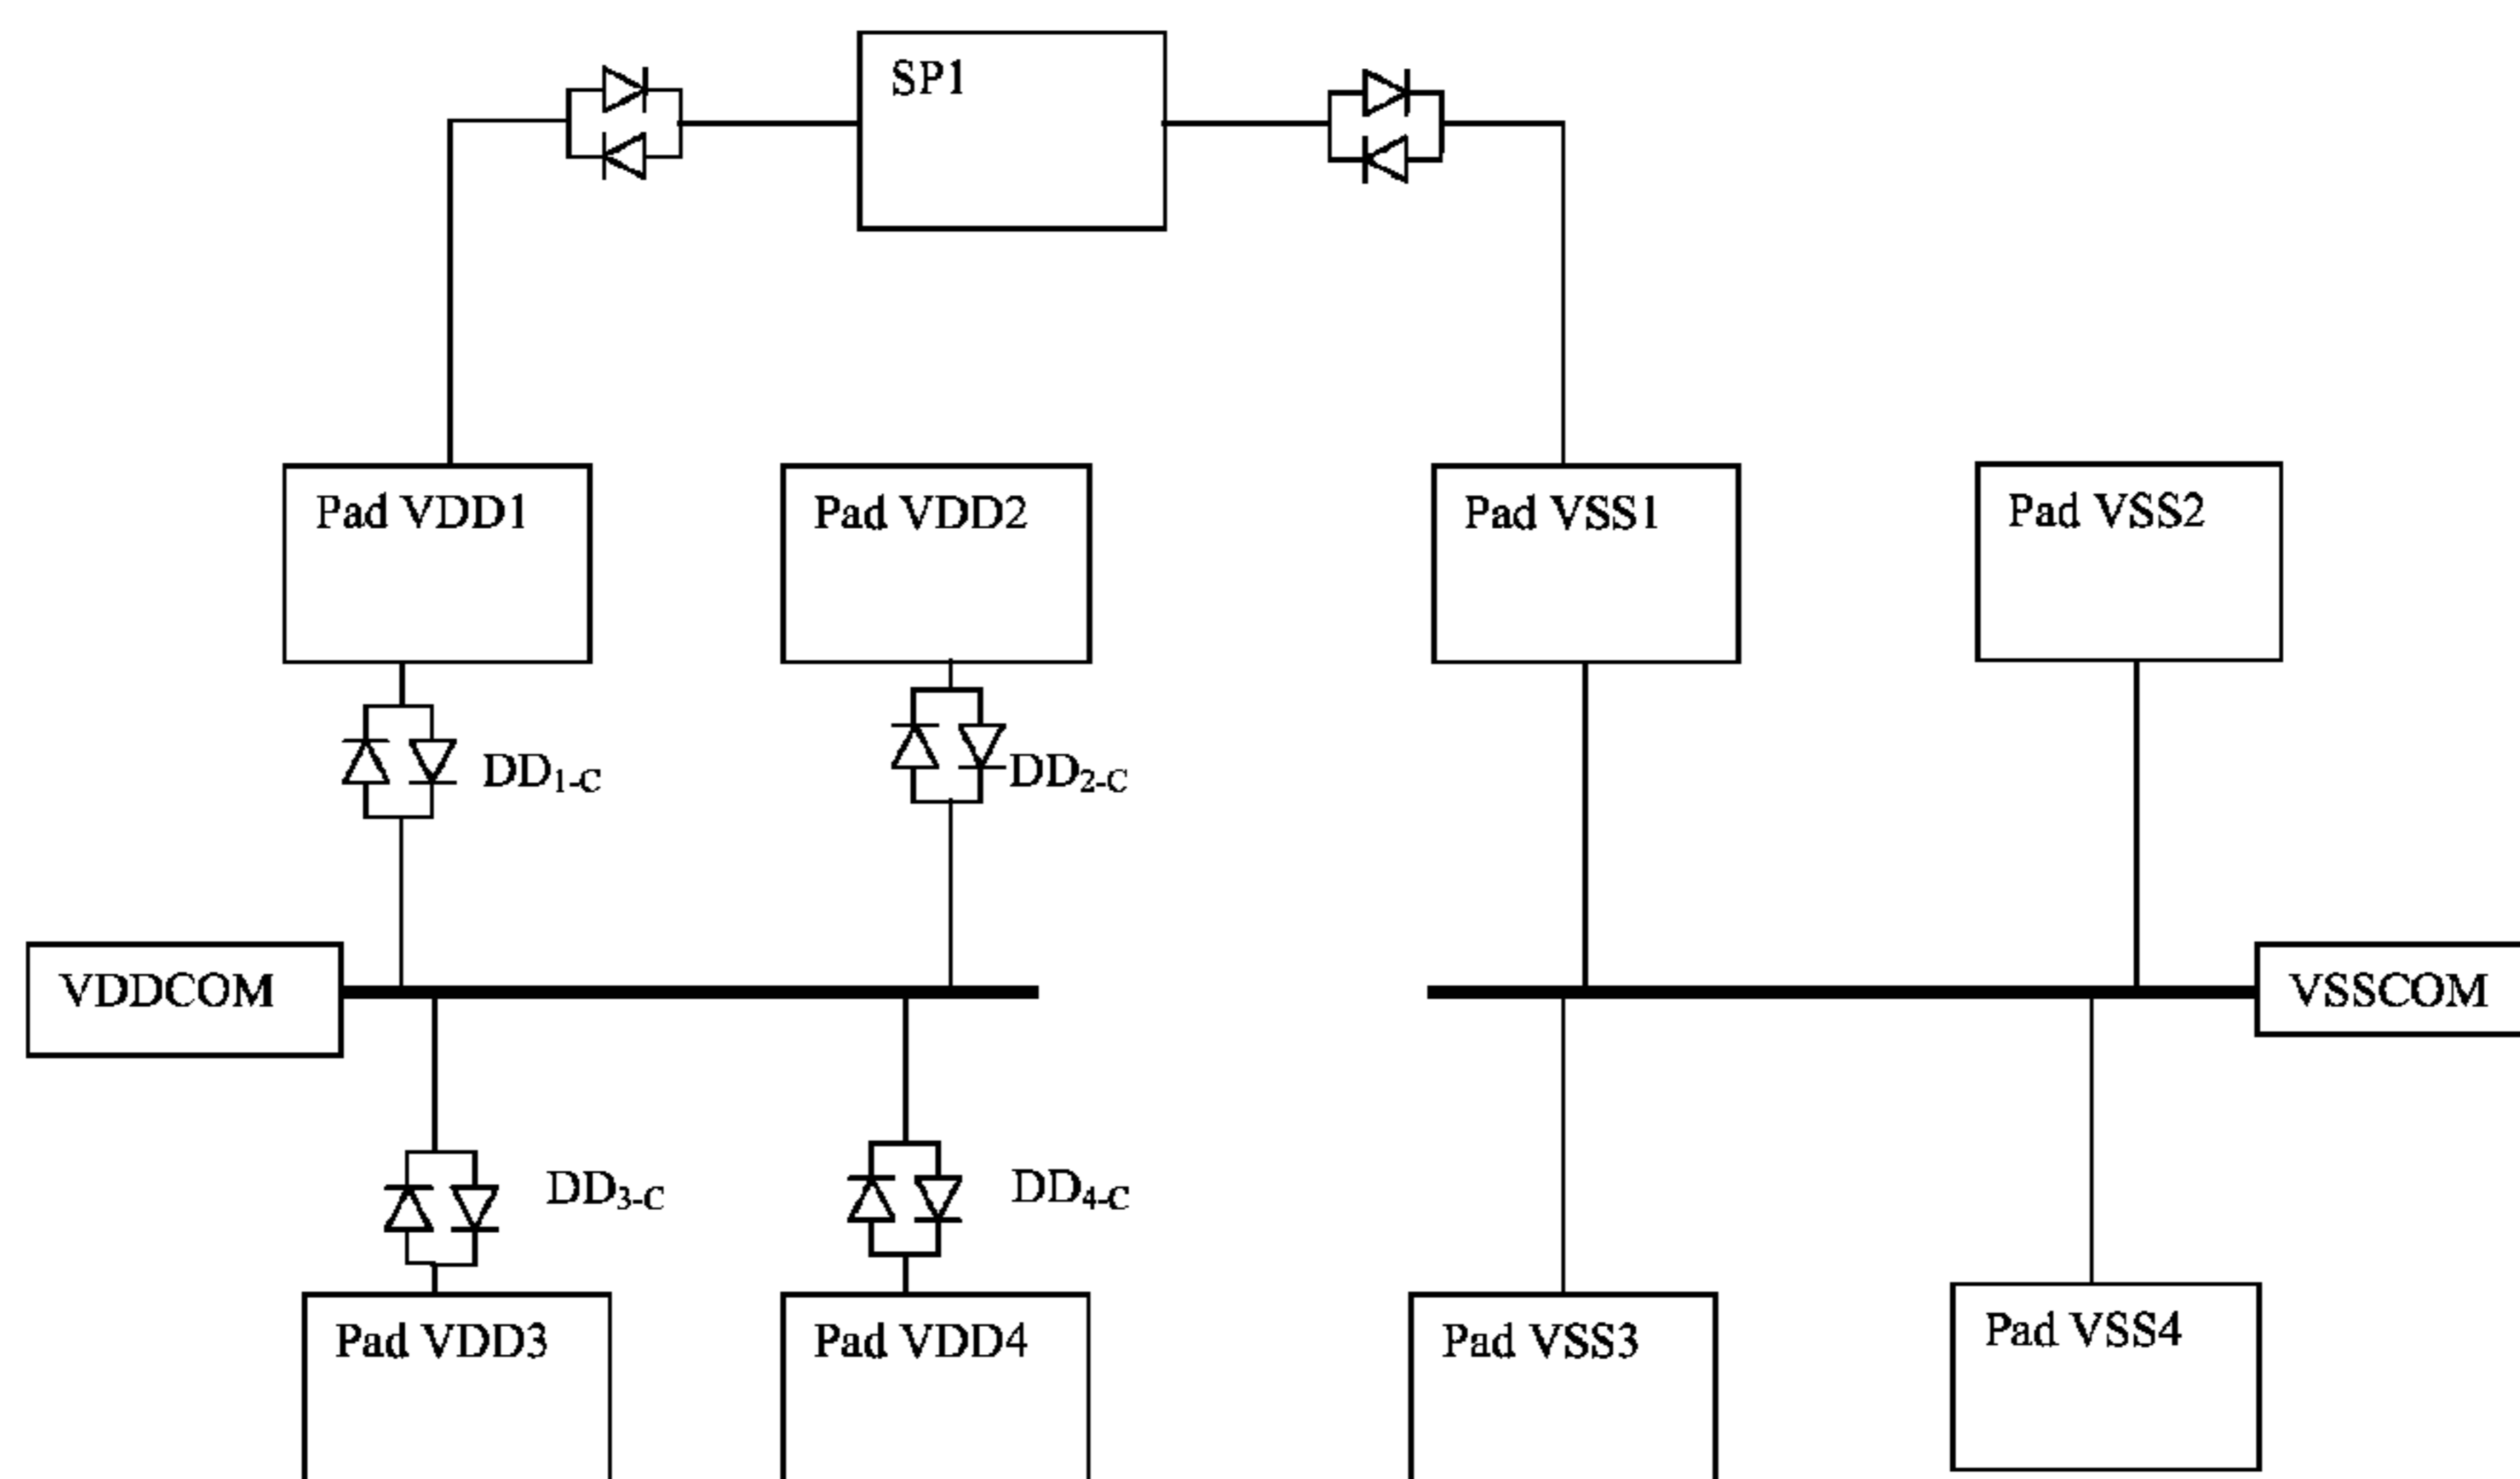 SP1
Pad VDD1
Pad VDD2
Pad VSS1
Pad VSS2
DD1-C
DD2-C
VDDCOM
VSSCOM
DD3-C
DD4-C
Pad VDD3
Pad VDD4
Pad VSS3
Pad VSS4